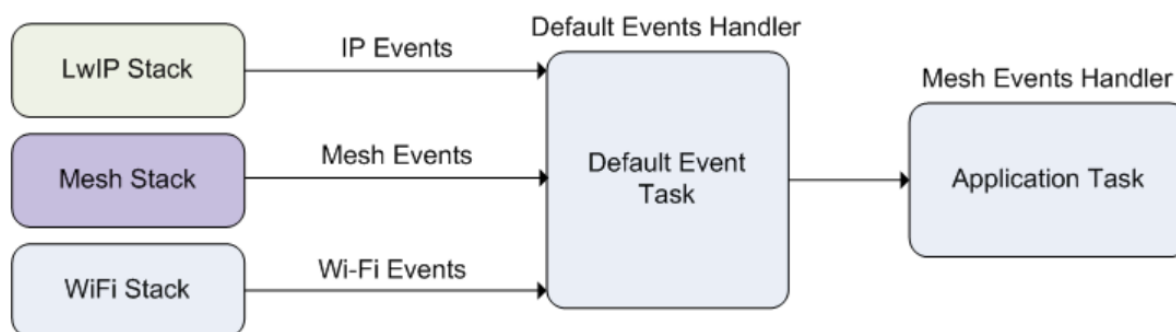 Default Events Handler
LwIP Stack
IP Events
Mesh Events Handler
Mesh Stack
Mesh Events
Default Event
Task
Application Task
WiFi Stack
Wi-Fi Events